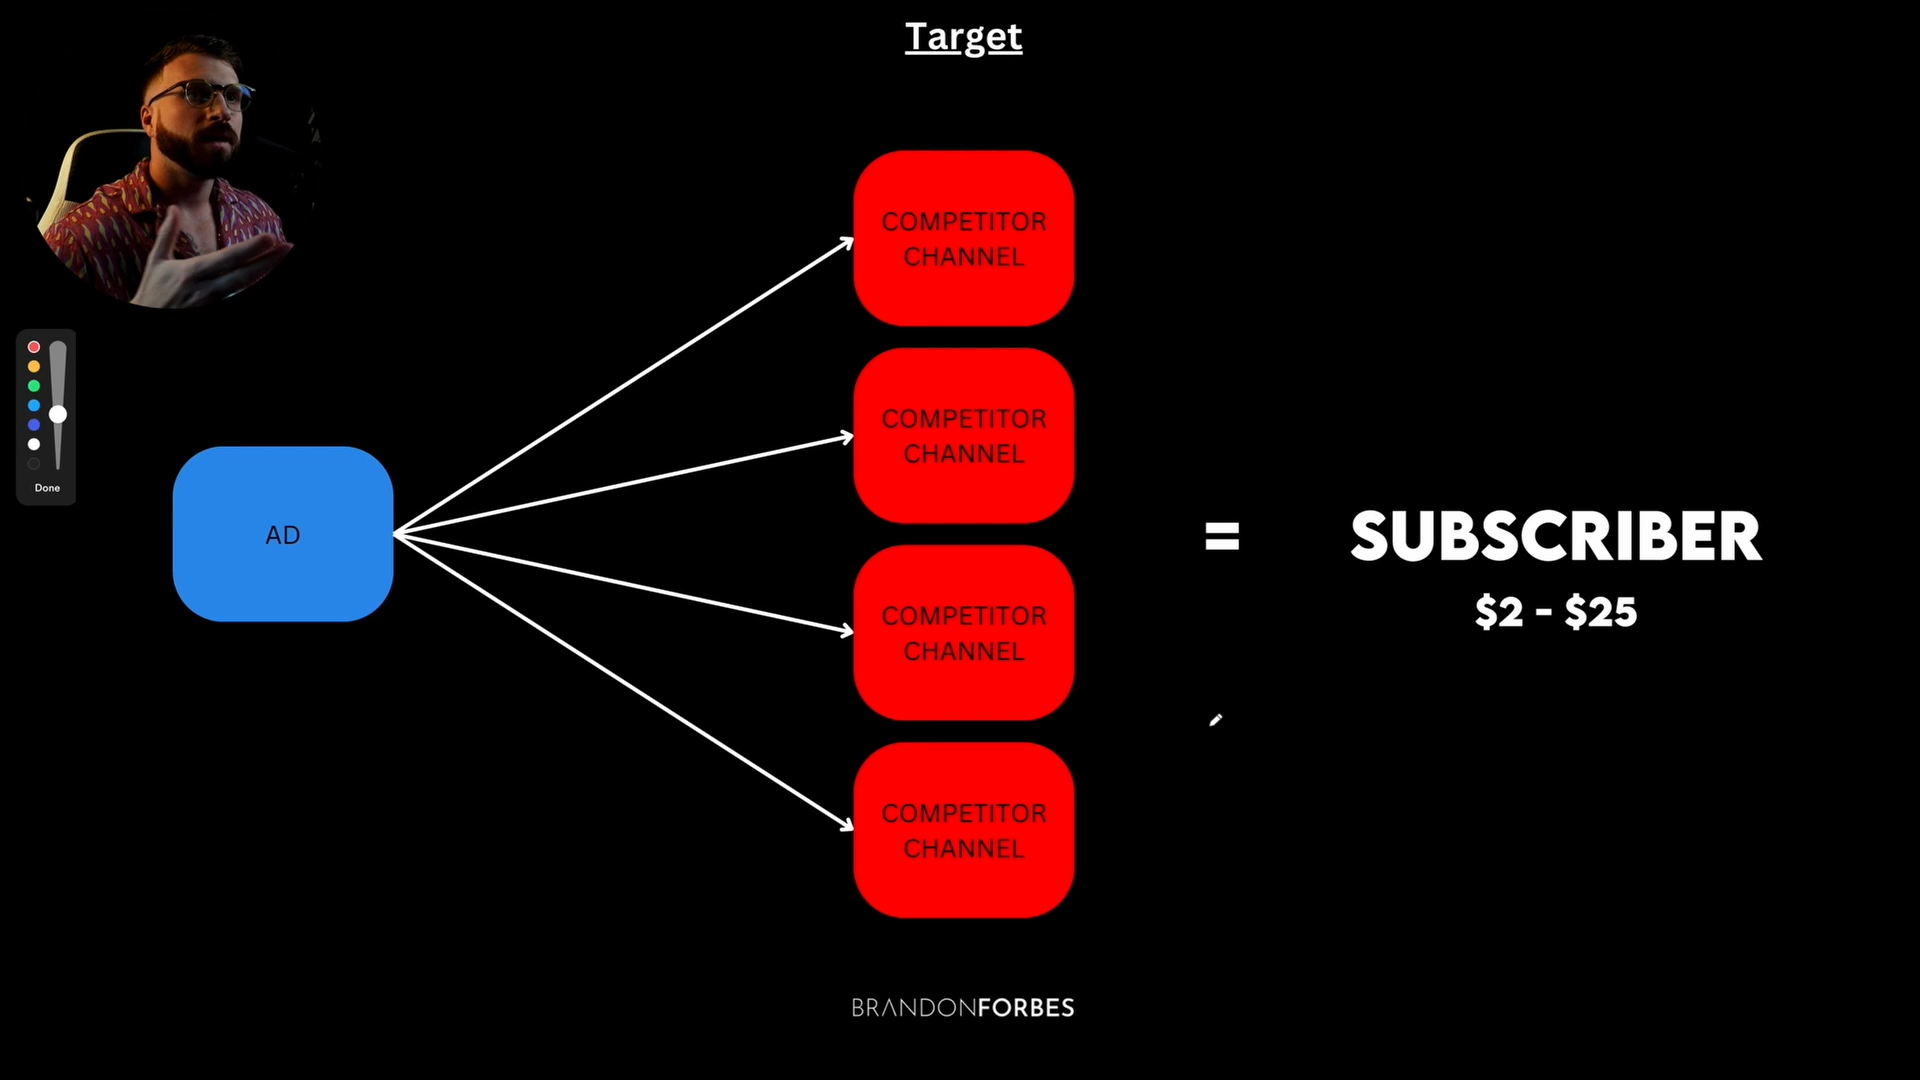 Target
COMPETITOR
CHANNEL
COMPETITOR
CHANNEL
Done
AD
= SUBSCRIBER
$2 - $25
COMPETITOR
CHANNEL
COMPETITOR
CHANNEL
BRANDONFORBES